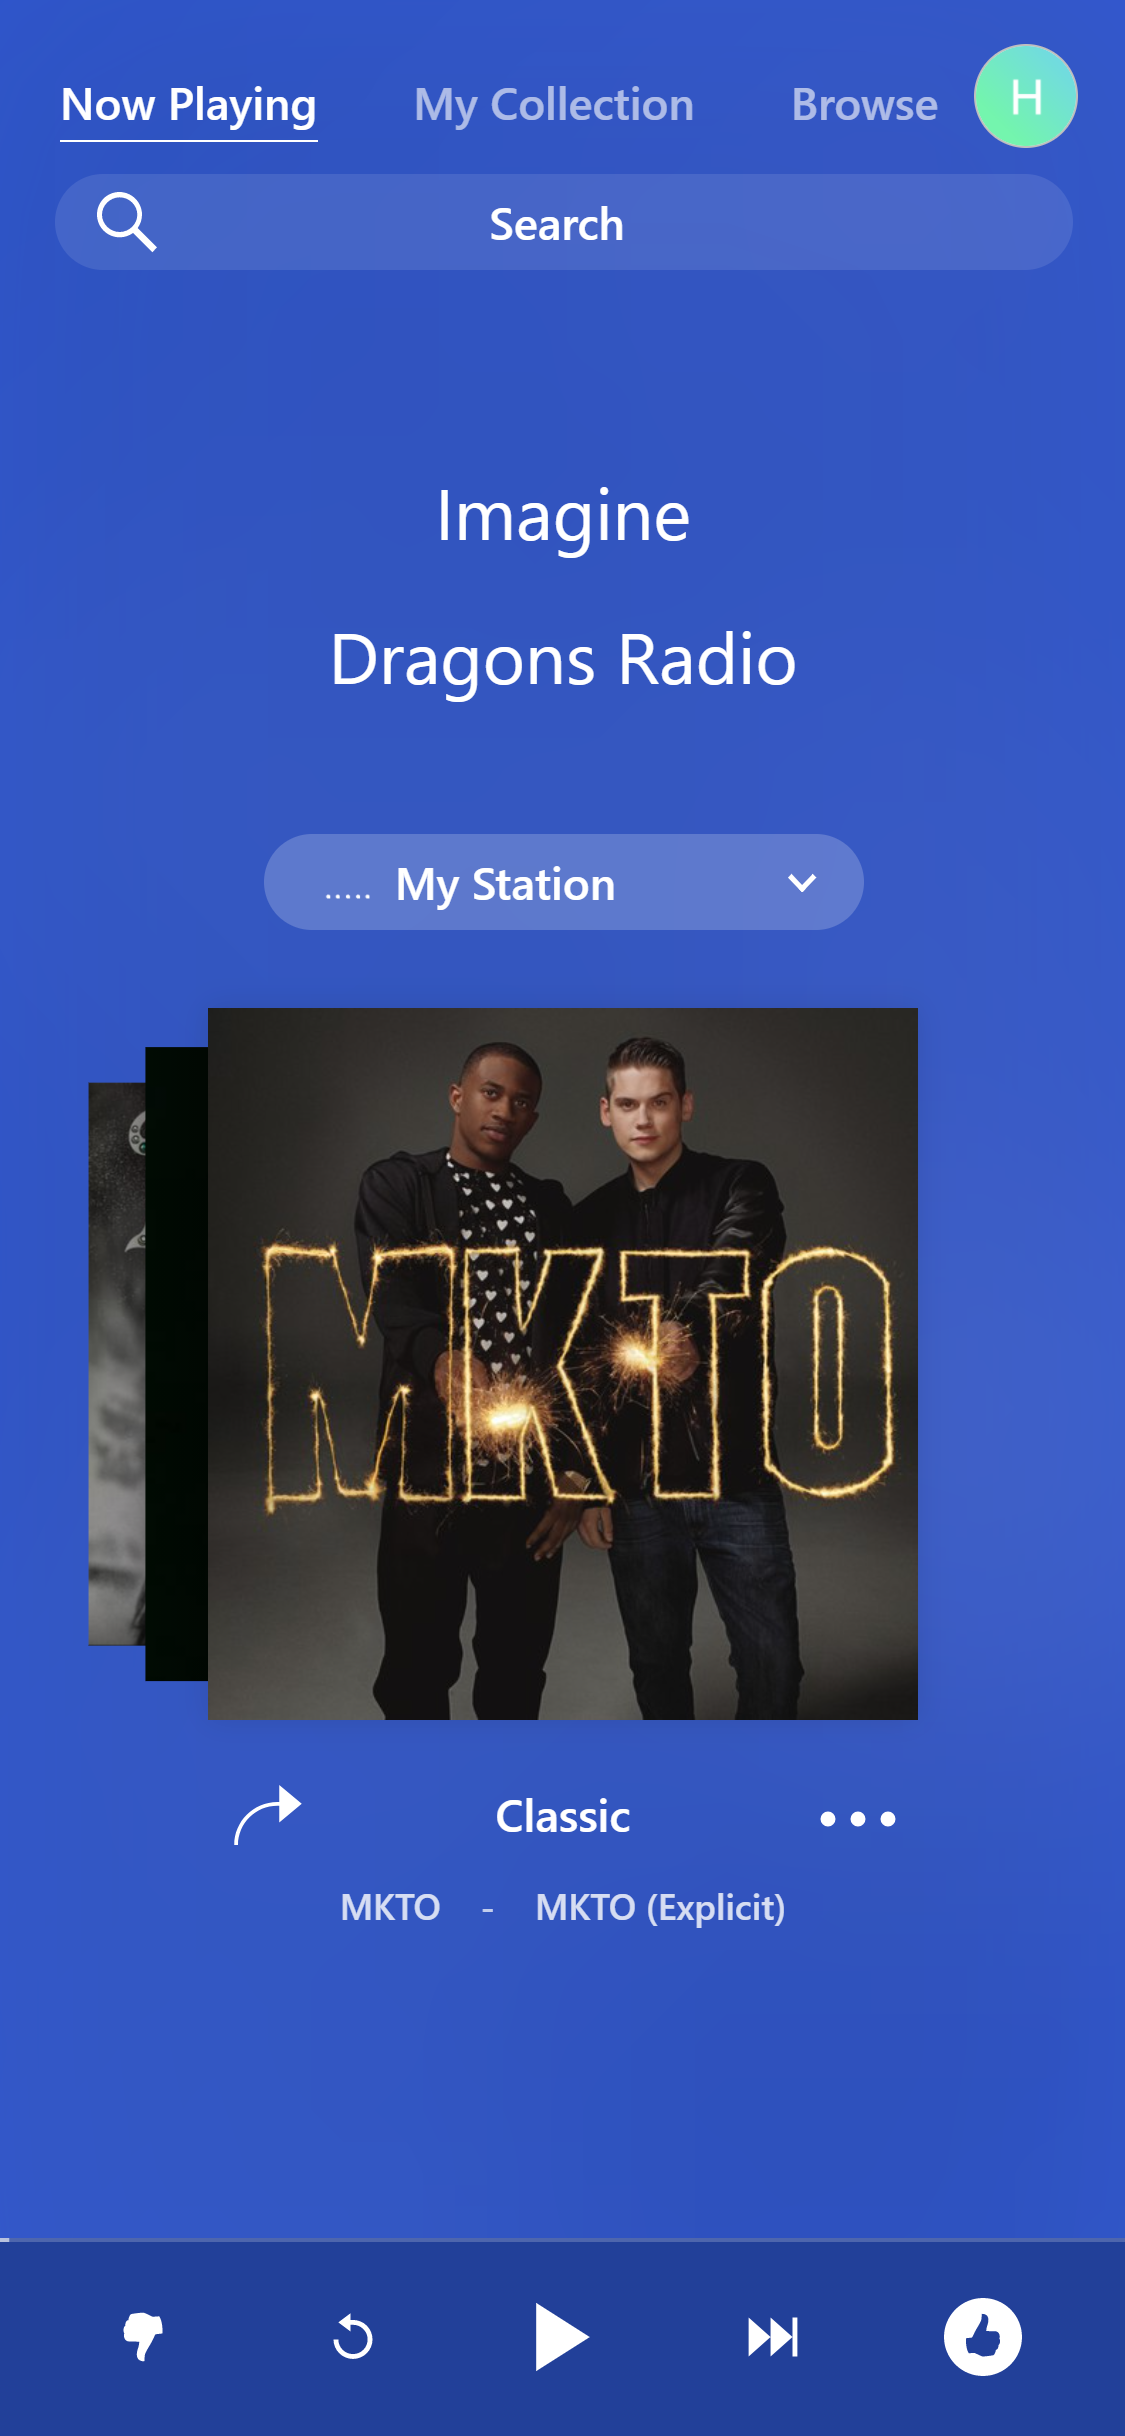 Now Playing My Collection Browse H
Search
Imagine
Dragons Radio
..... My Station
MKTO
Classic
MKTO - MKTO (Explicit)